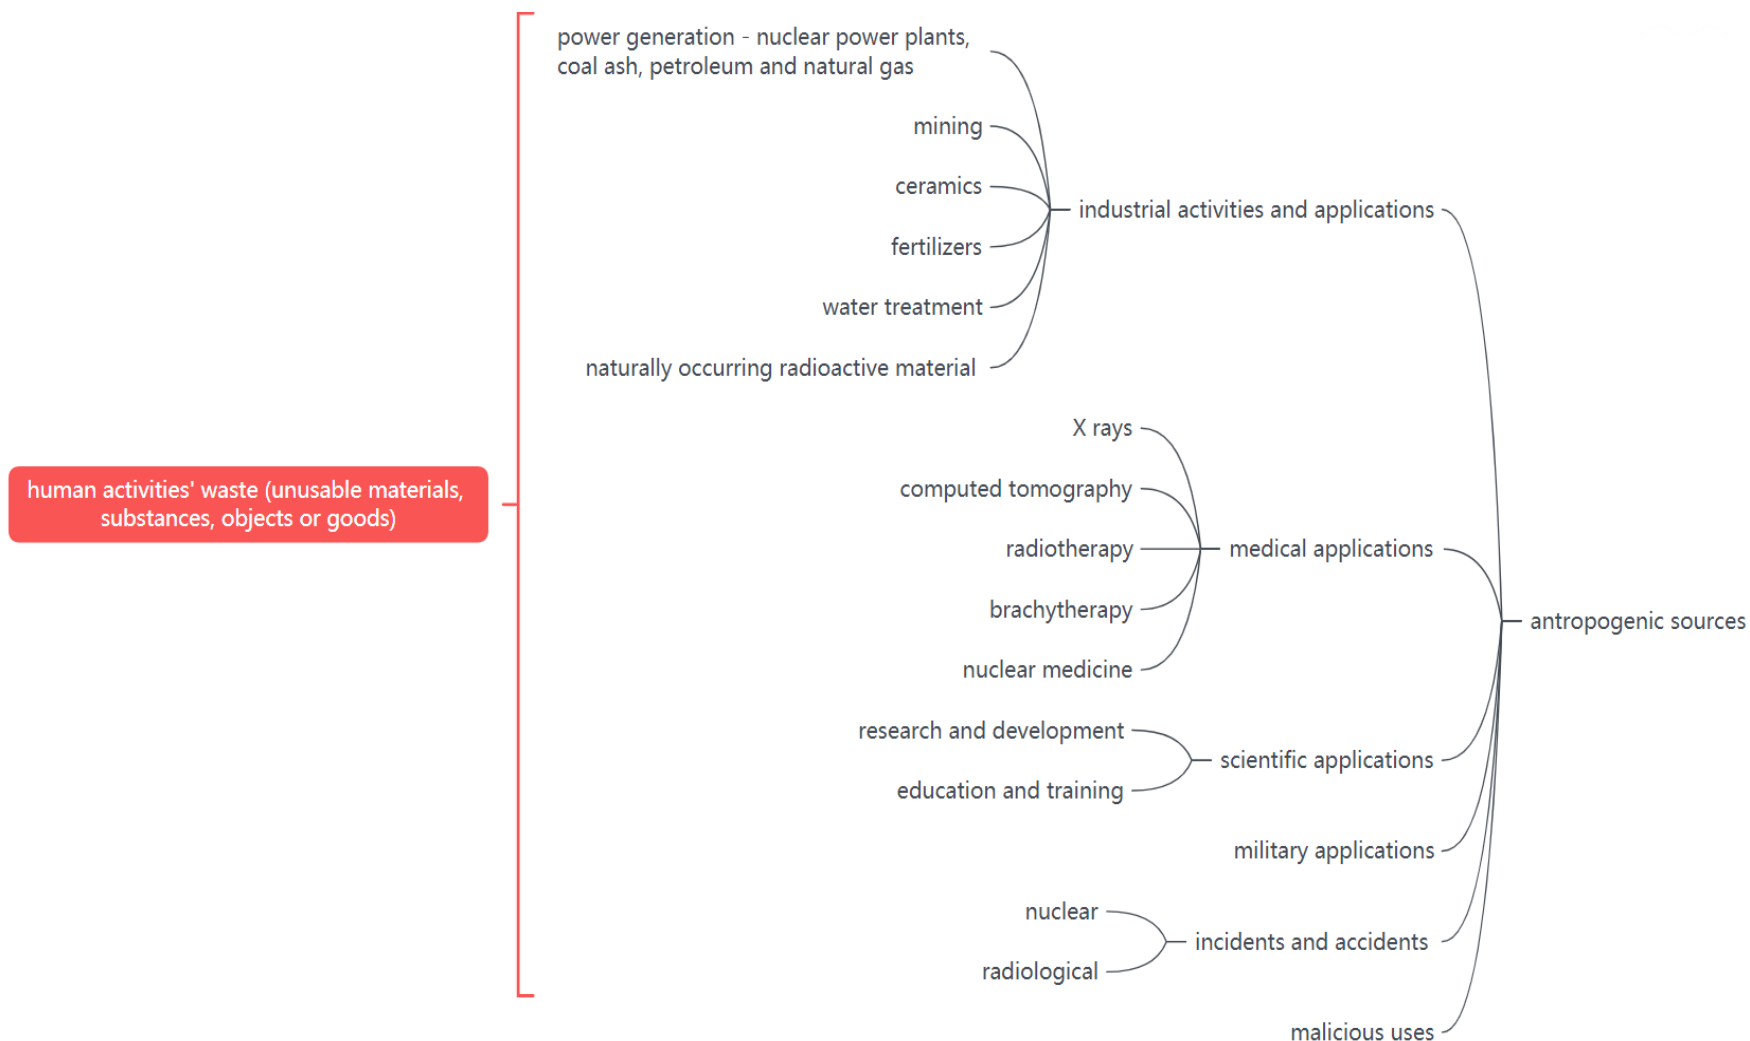 power generation - nuclear power plants,
coal ash, petroleum and natural gas
mining
ceramics
industrial activities and applications
fertilizers
water treatment
naturally occurring radioactive material
X rays
human activities' waste (unusable materials,
substances, objects or goods)
computed tomography
radiotherapy
medical applications
brachytherapy
antropogenic sources
nuclear medicine
research and development
scientific applications
education and training
military applications
nuclear
incidents and accidents
radiological
malicious uses